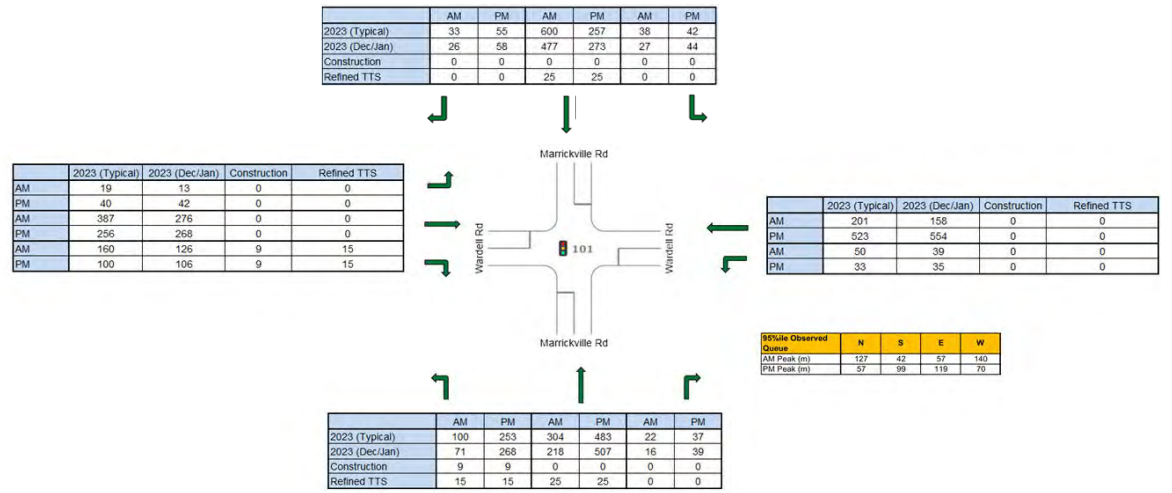 AM PM AM PM AM PM
2023 (Typical) 33 55 600 257 38 42
2023 (Dec/Jan) 26 58 477 273 27 44
Construction 0 0 0 0 0 0
Refined TTS 0 0 25 25 0 0
Marrickville Rd
2023 (Typical) 2023 (Dec/Jan) Construction Refined TTS
AM 19 13 0 0
PM 40 42 0 0
AM 387 276 0 0
PM 256 268 0 0
AM 160 126 9 15
PM 100 106 9 15
Wardell Rd
101
Wardell Rd
2023 (Typical) 2023 (Dec/Jan) Construction Refined TTS
AM 201 158 0 0
PM 523 554 0 0
AM 50 39 0 0
PM 33 35 0 0
Marrickville Rd
95%ile Observed
Queue N S E W
AM Peak (m) 127 42 57 140
PM Peak (m) 57 99 119 70
AM PM AM PM AM PM
2023 (Typical) 100 253 304 483 22 37
2023 (Dec/Jan) 71 268 218 507 16 39
Construction 9 9 0 0 0 0
Refined TTS 15 15 25 25 0 0